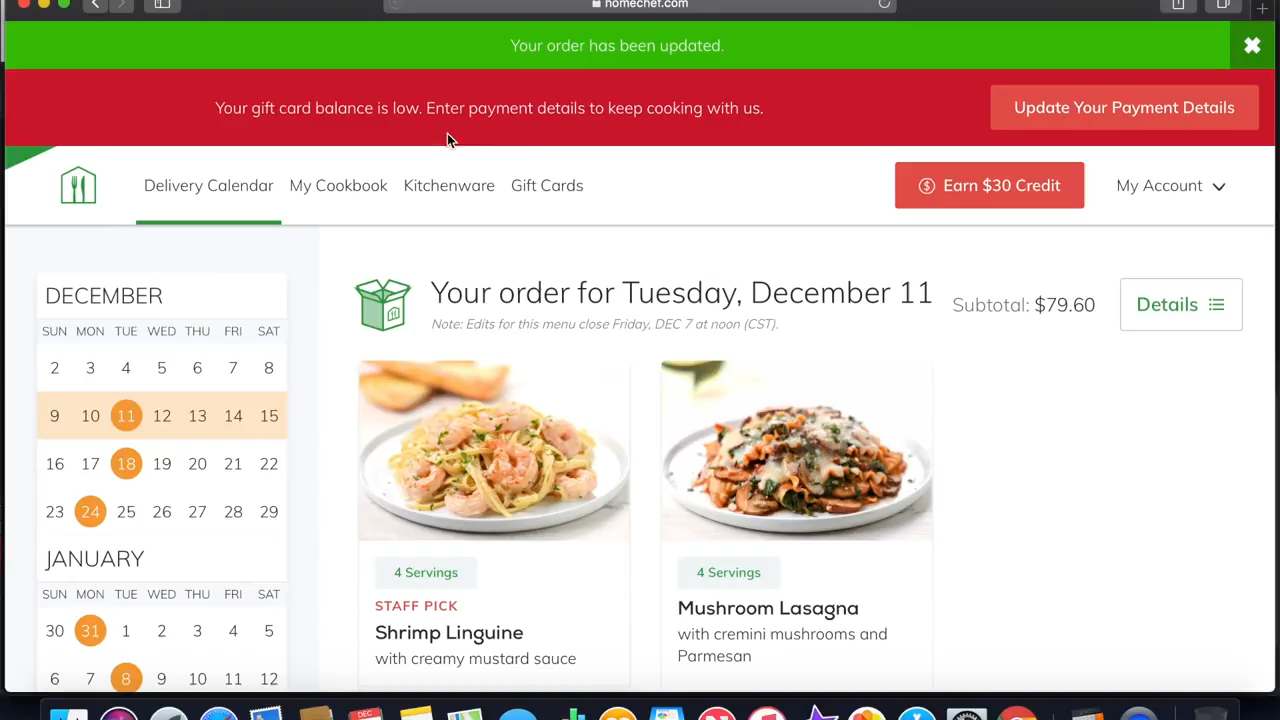 homechef.com
Your order has been updated.
Your gift card balance is low. Enter payment details to keep cooking with us.
Update Your Payment Details
Delivery Calendar My Cookbook Kitchenware Gift Cards
Earn $30 Credit
My Account
DECEMBER
SUN MON TUE WED THU FRI SAT
2 3 4 5 6 7 8
9 10 11 12 13 14 15
16 17 18 19 20 21 22
23 24 25 26 27 28 29
JANUARY
SUN MON TUE WED THU FRI SAT
30 31 1 2 3 4 5
6 7 8 9 10 11 12
Your order for Tuesday, December 11
Note: Edits for this menu close Friday, DEC 7 at noon (CST).
Subtotal: $79.60
Details
4 Servings
STAFF PICK
Shrimp Linguine
with creamy mustard sauce
4 Servings
Mushroom Lasagna
with cremini mushrooms and
Parmesan
DEC